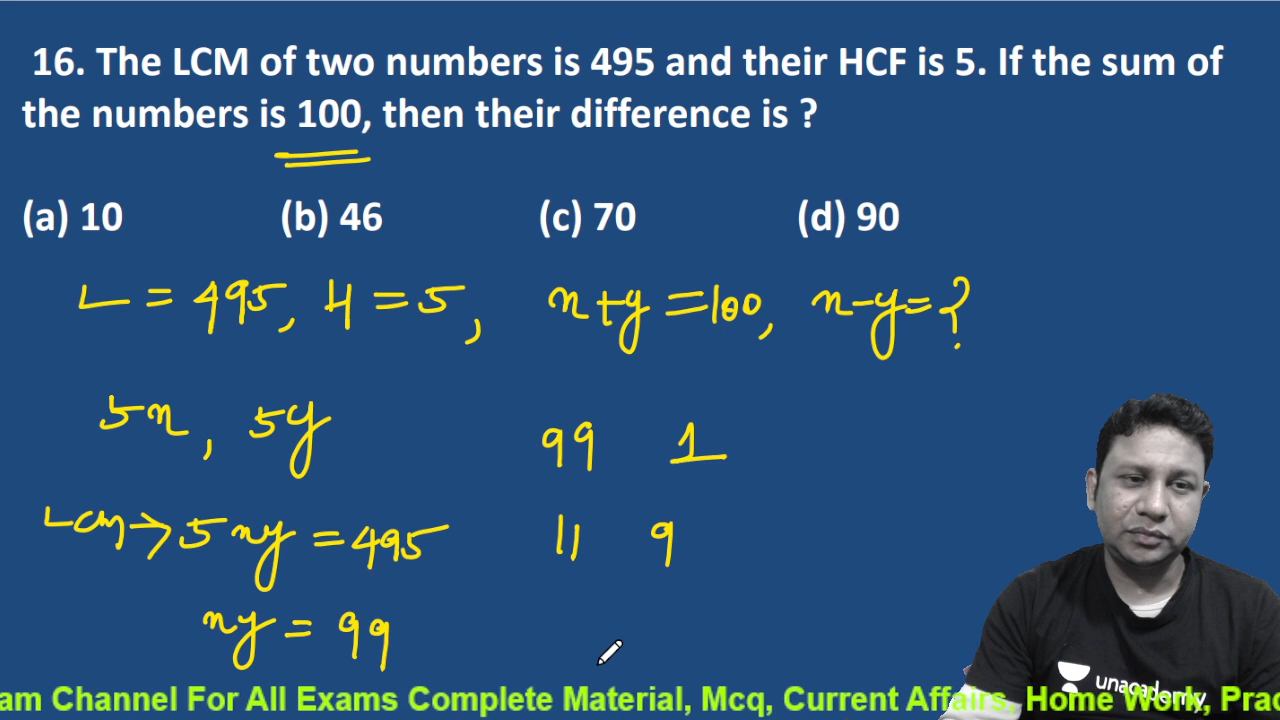 16. The LCM of two numbers is 495 and their HCF is 5. If the sum of
the numbers is 100, then their difference is ?
(a) 10 (b) 46 (c) 70 (d) 90
L = 495, H = 5, x+y = 100, x-y = ?
5x, 5y
99 1
LCM → 5xy = 495
11 9
xy = 99
unacademy
am Channel For All Exams Complete Material, Mcq, Current Affairs, Home Work, Prac